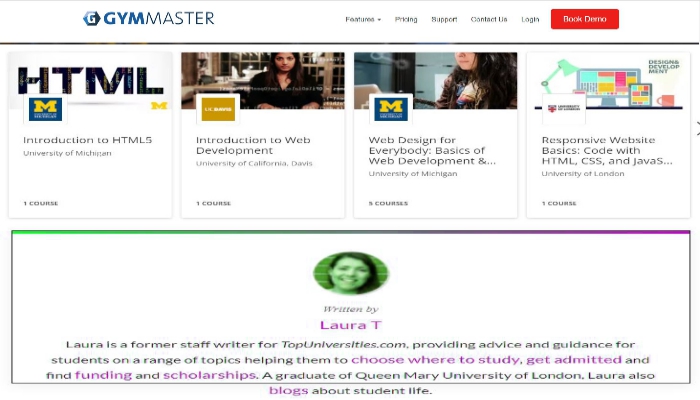 GYMMASTER
Features Pricing Support Contact Us Login Book Demo
HTML
DESIGN&
DEVELOP
MENT
UC DAVIS
UNIVERSITY
OF LONDON
Introduction to HTML5
University of Michigan
1 COURSE
Introduction to Web
Development
University of California, Davis
1 COURSE
Web Design for
Everybody: Basics of
Web Development &...
University of Michigan
5 COURSES
Responsive Website
Basics: Code with
HTML, CSS, and JavaS...
University of London
1 COURSE
Written by
Laura T
Laura is a former staff writer for TopUniversities.com, providing advice and guidance for
students on a range of topics helping them to choose where to study, get admitted and
find funding and scholarships. A graduate of Queen Mary University of London, Laura also
blogs about student life.